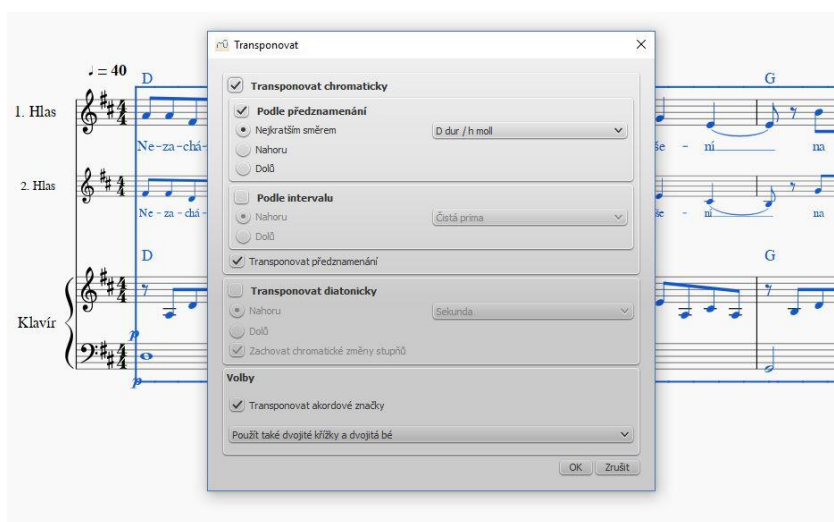 Transponovat
♩= 40
D
G
1. Hlas
Ne-za-chá-
še - ní
na
2. Hlas
Ne - za - chá -
še - ní
na
D
G
Klavír
p
p
Transponovat chromaticky
Podle předznamenání
Nejkratším směrem
D dur / h moll
Nahoru
Dolů
Podle intervalu
Nahoru
Čistá prima
Dolů
Transponovat předznamenání
Transponovat diatonicky
Nahoru
Sekunda
Dolů
Zachovat chromatické změny stupňů
Volby
Transponovat akordové značky
Použít také dvojité křížky a dvojitá bé
OK
Zrušit